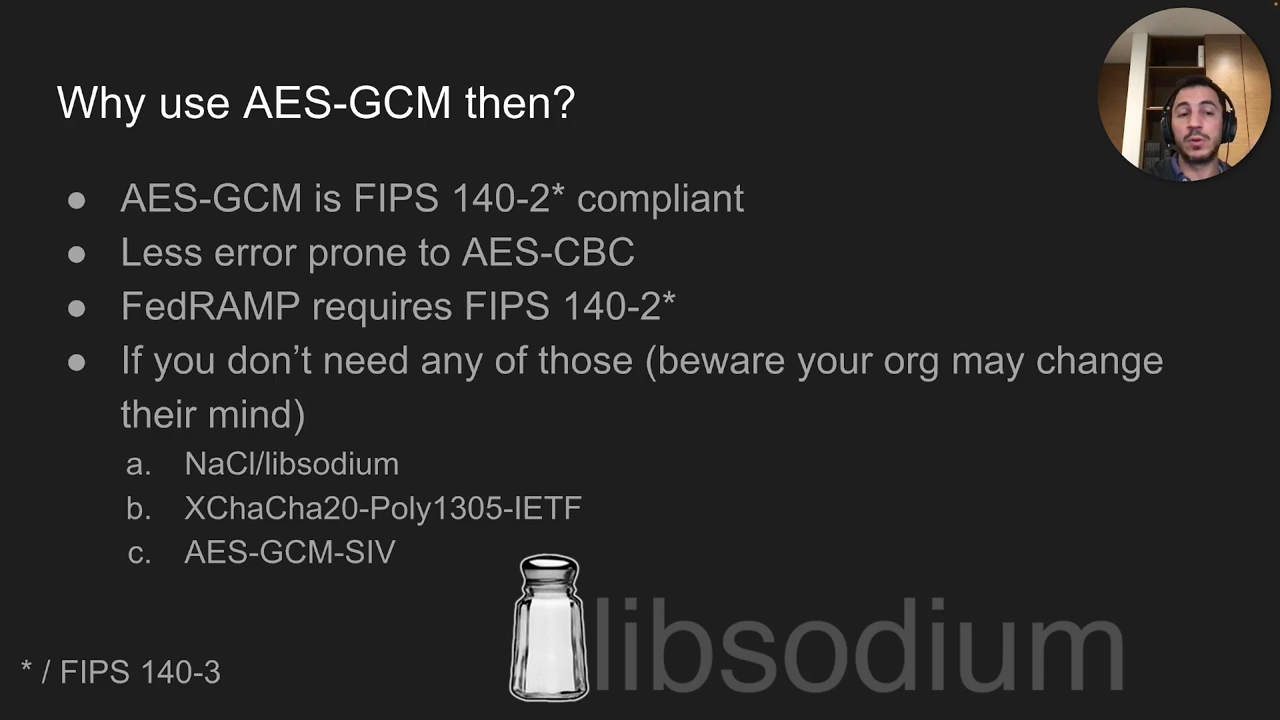 Why use AES-GCM then?
● AES-GCM is FIPS 140-2* compliant
● Less error prone to AES-CBC
● FedRAMP requires FIPS 140-2*
● If you don’t need any of those (beware your org may change
their mind)
a. NaCl/libsodium
b. XChaCha20-Poly1305-IETF
c. AES-GCM-SIV
libsodium
* / FIPS 140-3